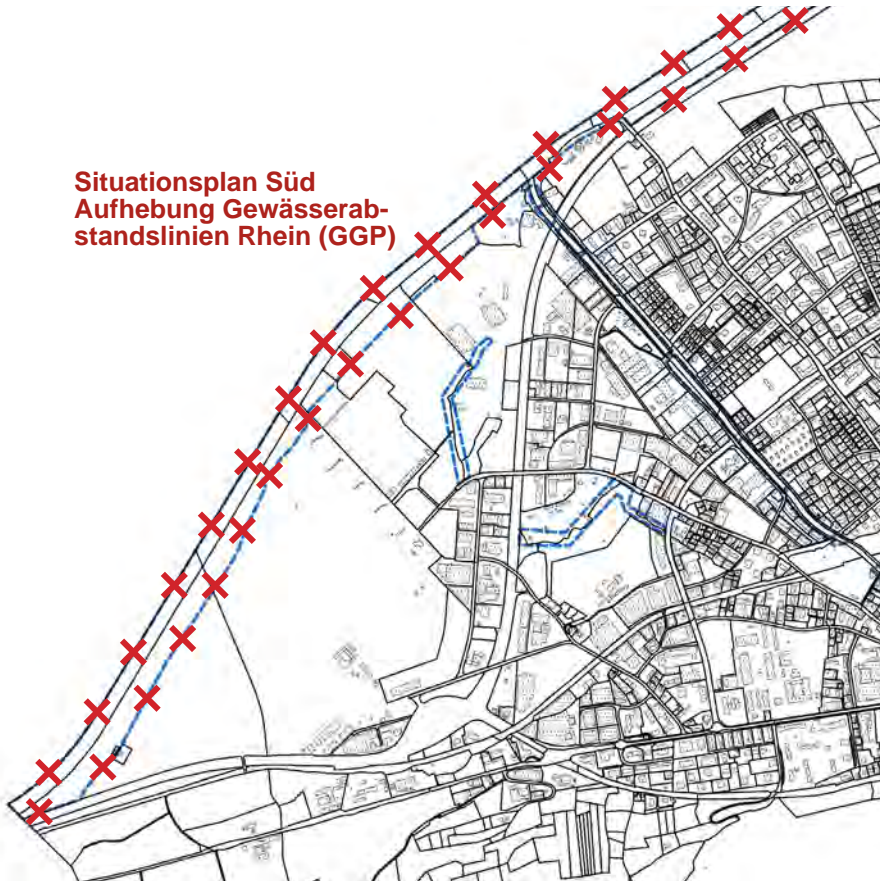 Situationsplan Süd
Aufhebung Gewässerab-
standslinien Rhein (GGP)